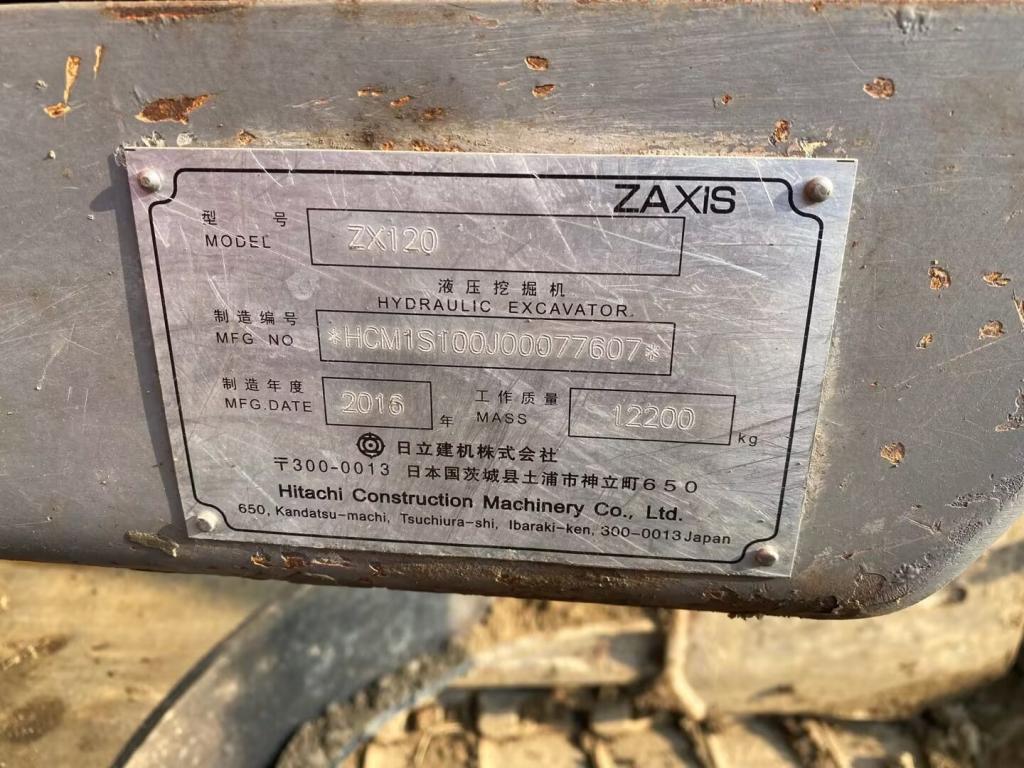 ZAXIS
型 号
MODEL ZX120
液压挖掘机
HYDRAULIC EXCAVATOR.
制造编号
MFG NO *HCM1S100J00077607*
制造年度
MFG.DATE 2016 年
工作质量
MASS 12200 kg
日立建机株式会社
〒300-0013 日本国茨城县土浦市神立町650
Hitachi Construction Machinery Co., Ltd.
650, Kandatsu-machi, Tsuchiura-shi, Ibaraki-ken, 300-0013 Japan